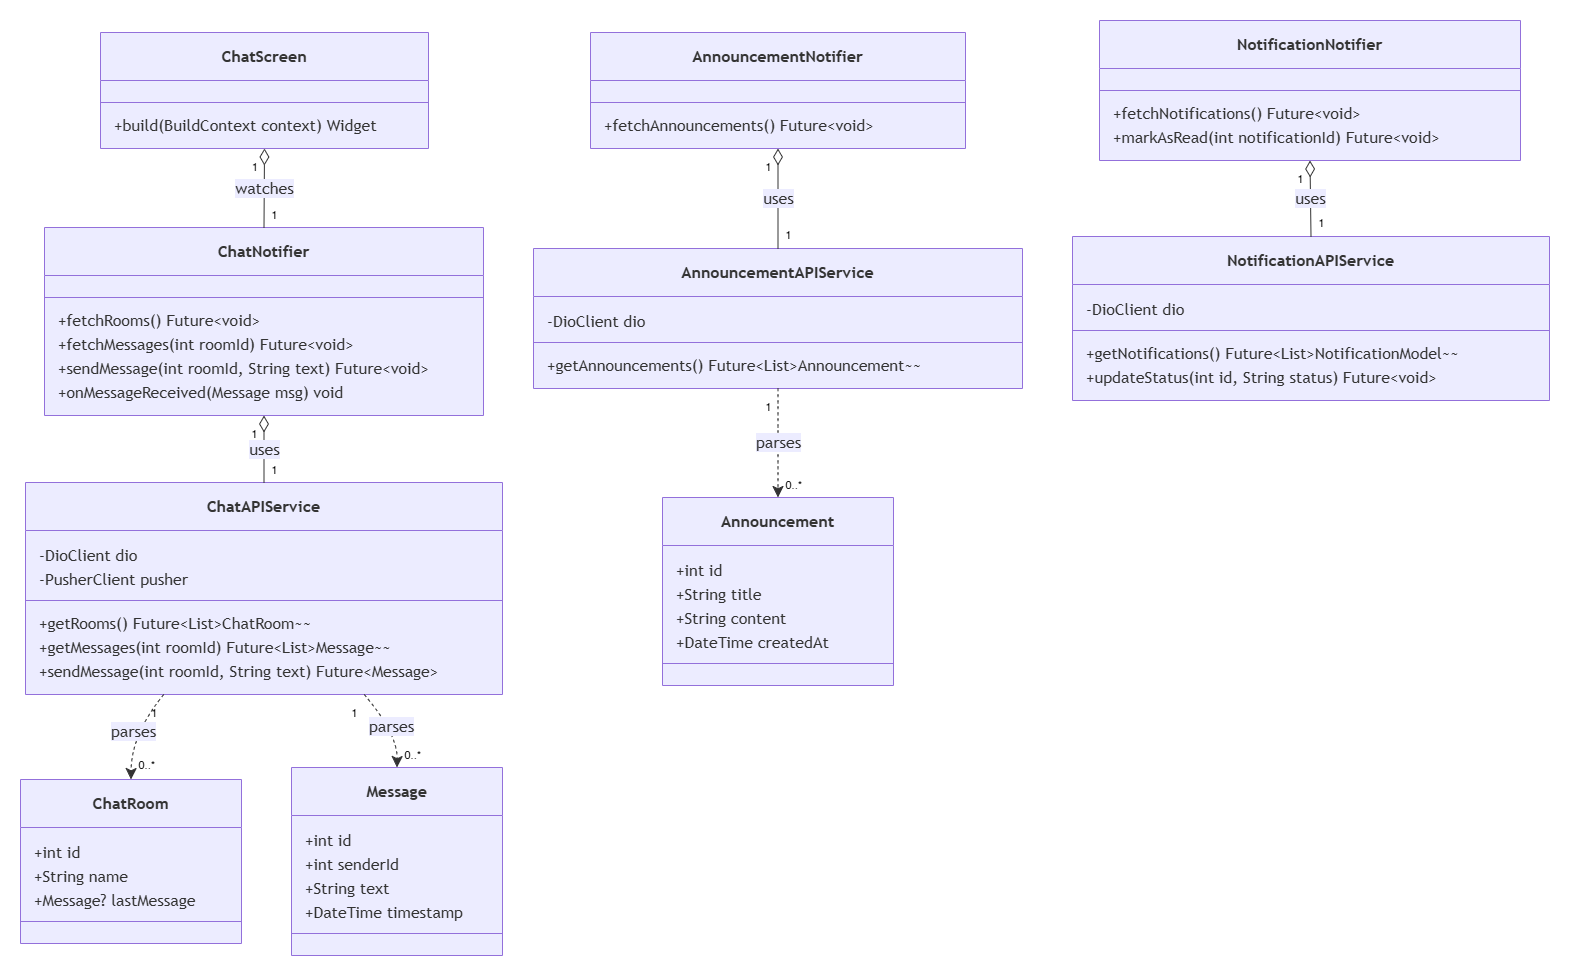 ChatScreen
+build(BuildContext context) Widget
1
watches
1
ChatNotifier
+fetchRooms() Future<void>
+fetchMessages(int roomId) Future<void>
+sendMessage(int roomId, String text) Future<void>
+onMessageReceived(Message msg) void
1
uses
1
ChatAPIService
-DioClient dio
-PusherClient pusher
+getRooms() Future<List>ChatRoom~~
+getMessages(int roomId) Future<List>Message~~
+sendMessage(int roomId, String text) Future<Message>
1
parses
0..*
1
parses
0..*
ChatRoom
+int id
+String name
+Message? lastMessage
Message
+int id
+int senderId
+String text
+DateTime timestamp
AnnouncementNotifier
+fetchAnnouncements() Future<void>
1
uses
1
AnnouncementAPIService
-DioClient dio
+getAnnouncements() Future<List>Announcement~~
1
parses
0..*
Announcement
+int id
+String title
+String content
+DateTime createdAt
NotificationNotifier
+fetchNotifications() Future<void>
+markAsRead(int notificationId) Future<void>
1
uses
1
NotificationAPIService
-DioClient dio
+getNotifications() Future<List>NotificationModel~~
+updateStatus(int id, String status) Future<void>